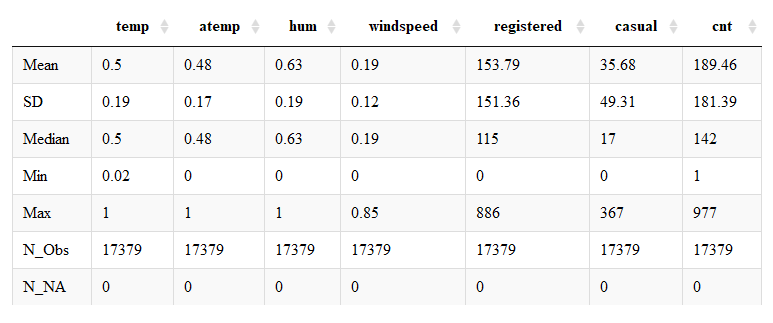 temp atemp hum windspeed registered casual cnt
Mean 0.5 0.48 0.63 0.19 153.79 35.68 189.46
SD 0.19 0.17 0.19 0.12 151.36 49.31 181.39
Median 0.5 0.48 0.63 0.19 115 17 142
Min 0.02 0 0 0 0 0 1
Max 1 1 1 0.85 886 367 977
N_Obs 17379 17379 17379 17379 17379 17379 17379
N_NA 0 0 0 0 0 0 0